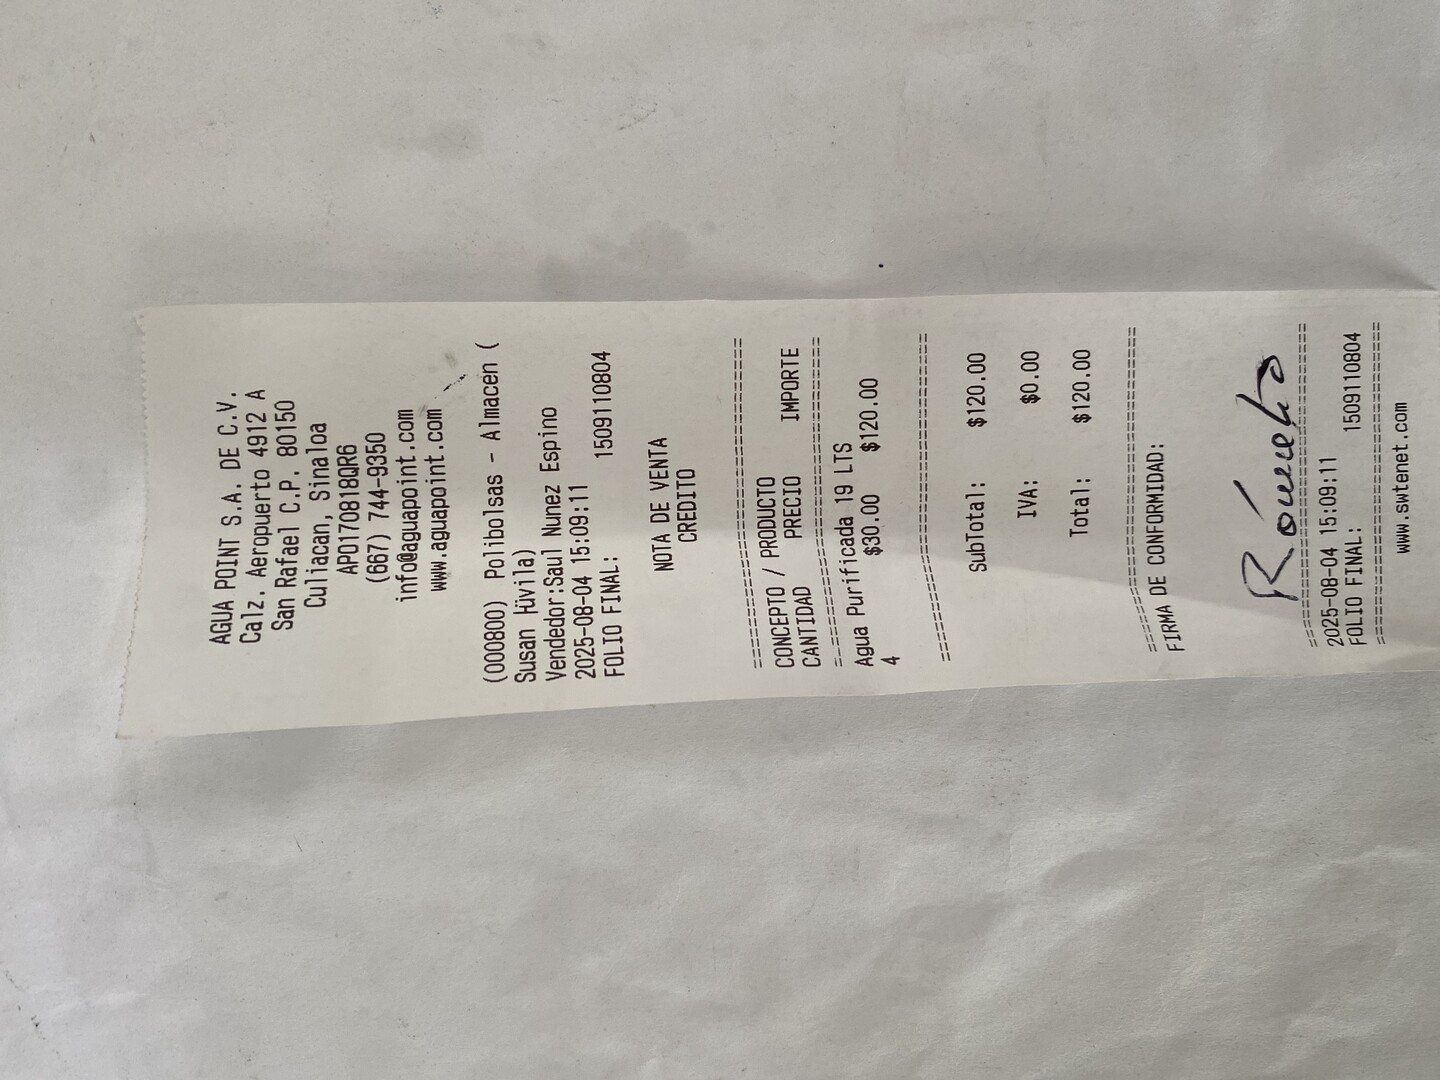 AGUA POINT S.A. DE C.V.
Calz. Aeropuerto 4912 A
San Rafael C.P. 80150
Culiacan, Sinaloa
APO170818QR6
(667) 744-9350
info@aguapoint.com
www.aguapoint.com
(000800) Polibolsas - Almacen (
Susan
Vendedor:Saul Nunez Espino
2025-08-04 15:09:11
FOLIO FINAL: 1509110804
NOTA DE VENTA
CREDITO
CONCEPTO / PRODUCTO
CANTIDAD PRECIO IMPORTE
Agua Purificada 19 LTS
4 $30.00 $120.00
SubTotal: $120.00
IVA: $0.00
Total: $120.00
FIRMA DE CONFORMIDAD:
2025-08-04 15:09:11
FOLIO FINAL: 1509110804
www.swtenet.com